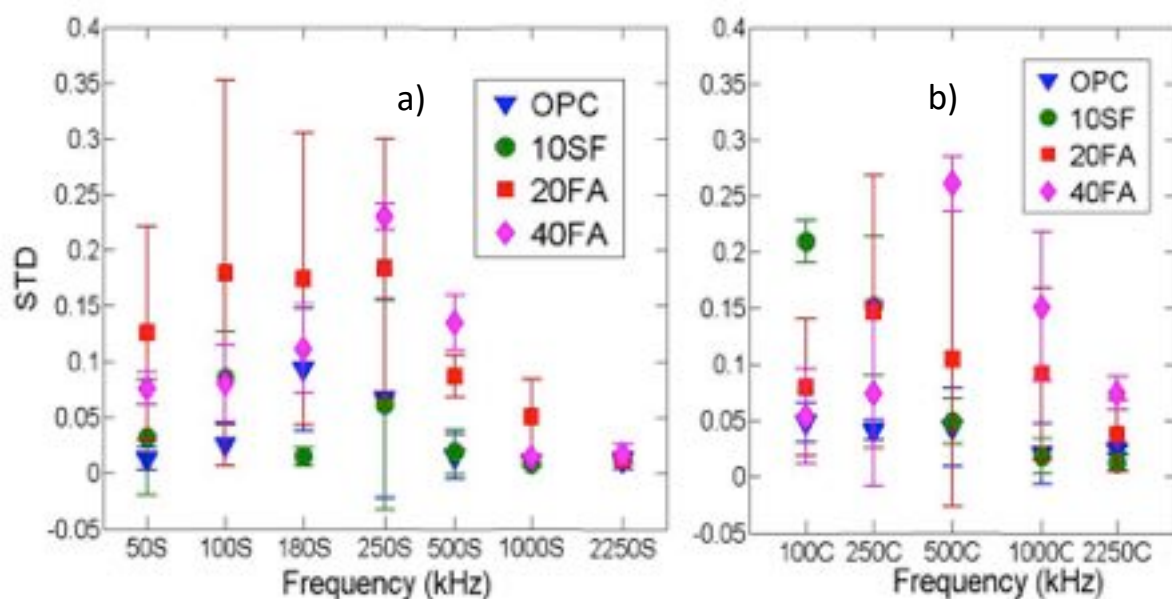 0.4
0.35
0.3
0.25
0.2
0.15
0.1
0.05
0
-0.05
STD
a)
OPC
10SF
20FA
40FA
50S 100S 180S 250S 500S 1000S 2250S
Frequency (kHz)
0.4
0.35
0.3
0.25
0.2
0.15
0.1
0.05
0
-0.05
b)
OPC
10SF
20FA
40FA
100C 250C 500C 1000C 2250C
Frequency (kHz)